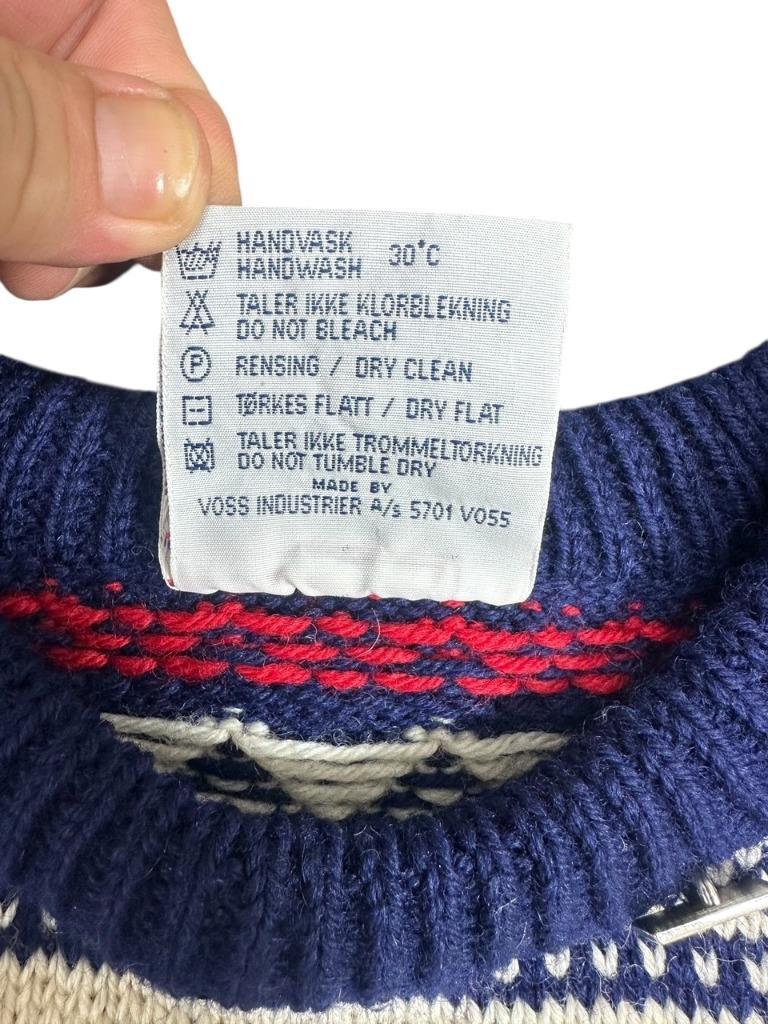 HANDVASK 30°C
HANDWASH
TALER IKKE KLORBLEKNING
DO NOT BLEACH
P RENSING / DRY CLEAN
TØRKES FLATT / DRY FLAT
TALER IKKE TROMMELTORKNING
DO NOT TUMBLE DRY
MADE BY
VOSS INDUSTRIER A/s 5701 VOSS